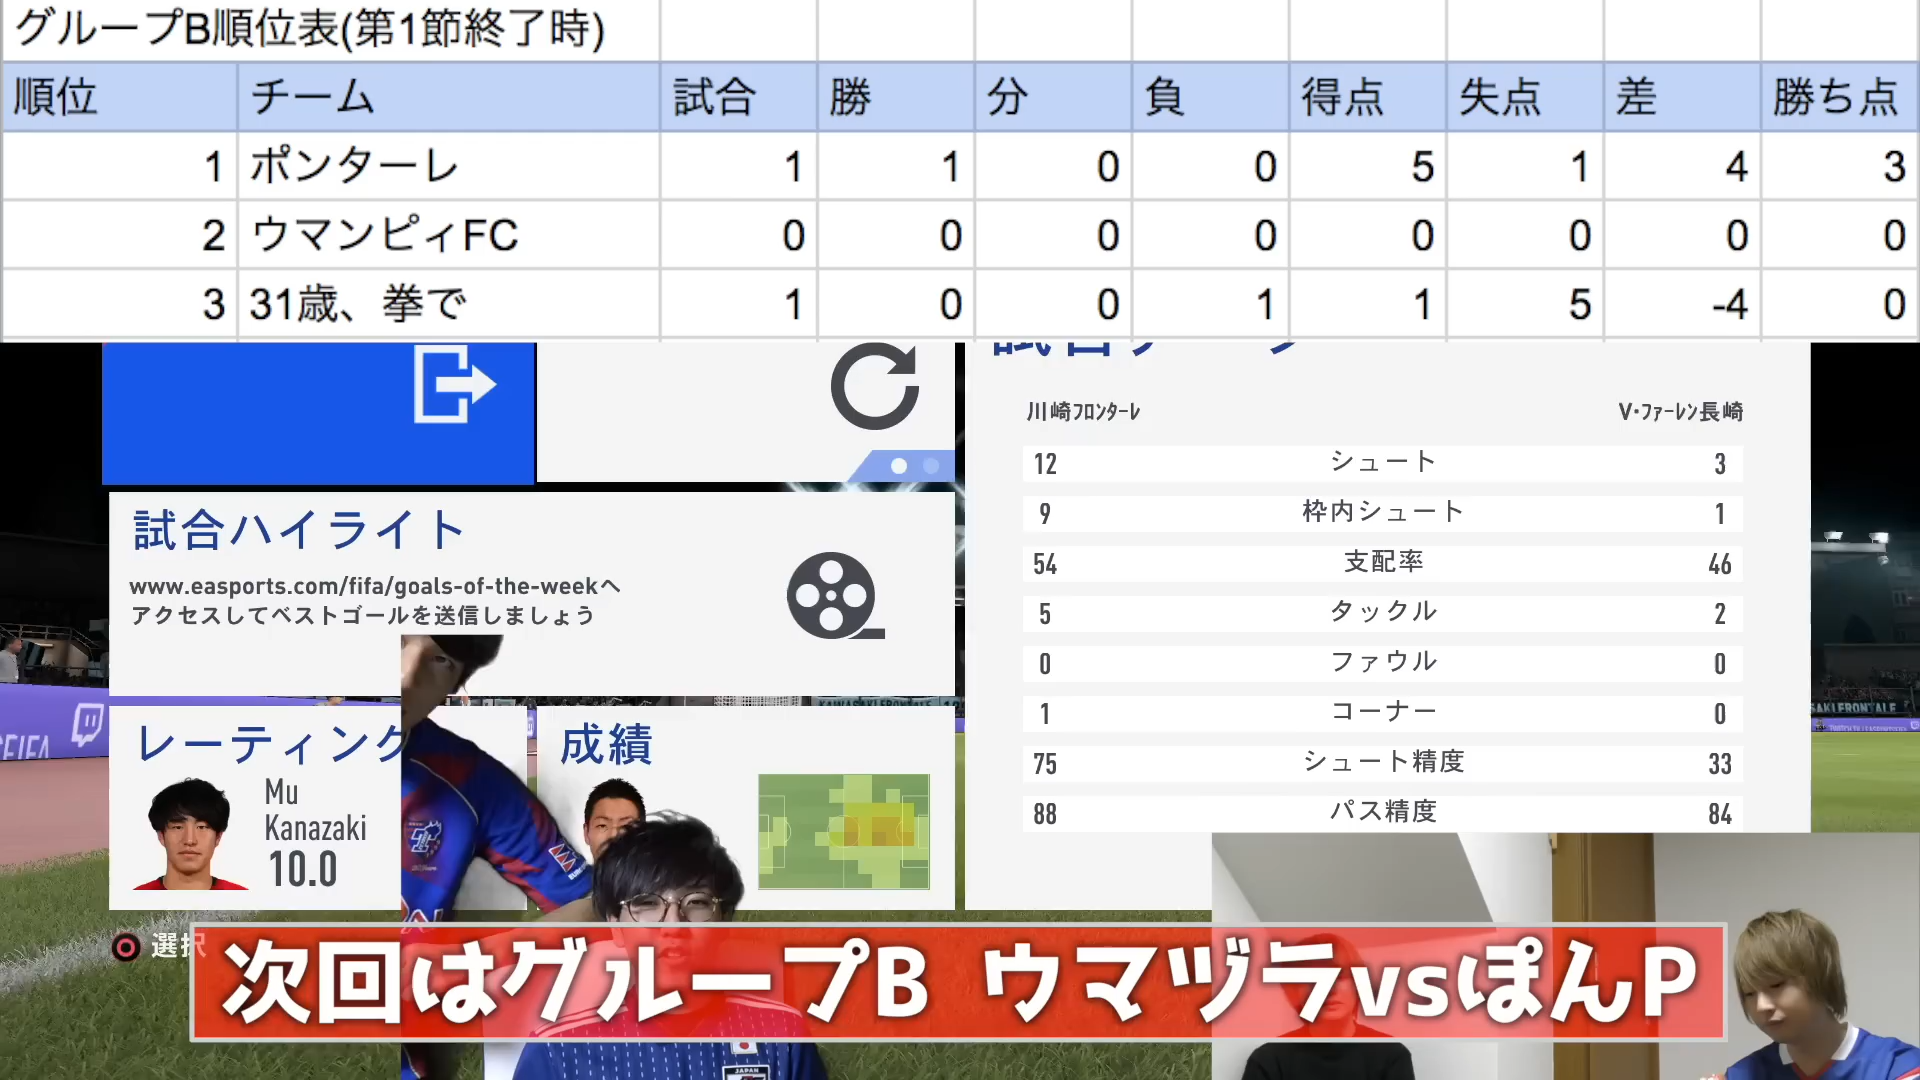 グループB順位表(第1節終了時)
順位 チーム 試合 勝 分 負 得点 失点 差 勝ち点
1 ポンターレ 1 1 0 0 5 1 4 3
2 ウマンピィFC 0 0 0 0 0 0 0 0
3 31歳、拳で 1 0 0 1 1 5 -4 0
川崎フロンターレ V・ファーレン長崎
12 シュート 3
9 枠内シュート 1
54 支配率 46
5 タックル 2
0 ファウル 0
1 コーナー 0
75 シュート精度 33
88 パス精度 84
試合ハイライト
www.easports.com/fifa/goals-of-the-weekへ
アクセスしてベストゴールを送信しましょう
レーティング
Mu
Kanazaki
10.0
成績
選択
次回はグループB ウマヅラvsぽんP
JAPAN